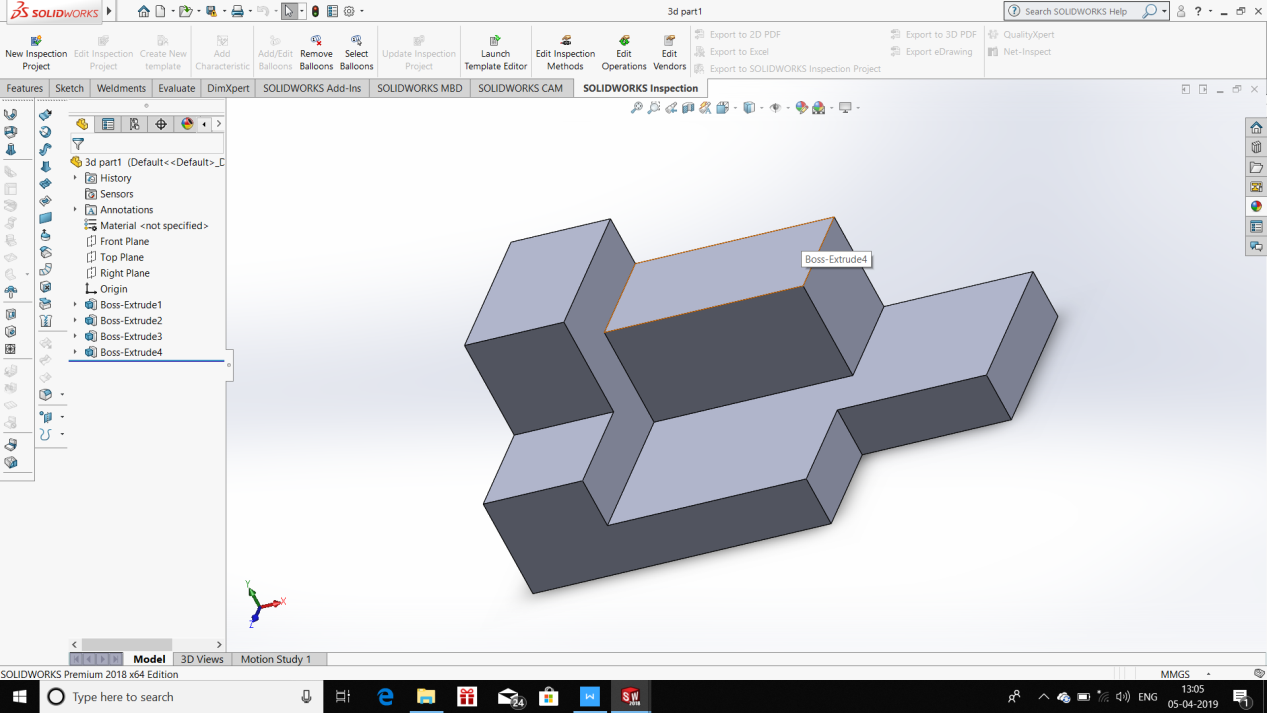 SOLIDWORKS
3d part1
Search SOLIDWORKS Help
New Inspection Project
Edit Inspection Project
Create New template
Add Characteristic
Add/Edit Balloons
Remove Balloons
Select Balloons
Update Inspection Project
Launch Template Editor
Edit Inspection Methods
Edit Operations
Edit Vendors
Export to 2D PDF
Export to Excel
Export to SOLIDWORKS Inspection Project
Export to 3D PDF
Export eDrawing
QualityXpert
Net-Inspect
Features Sketch Weldments Evaluate DimXpert SOLIDWORKS Add-Ins SOLIDWORKS MBD SOLIDWORKS CAM SOLIDWORKS Inspection
3d part1 (Default<<Default>_D
History
Sensors
Annotations
Material <not specified>
Front Plane
Top Plane
Right Plane
Origin
Boss-Extrude1
Boss-Extrude2
Boss-Extrude3
Boss-Extrude4
Boss-Extrude4
Y
X
Z
Model 3D Views Motion Study 1
SOLIDWORKS Premium 2018 x64 Edition
MMGS
Type here to search
24
SW
2018
ENG
13:05
05-04-2019
1